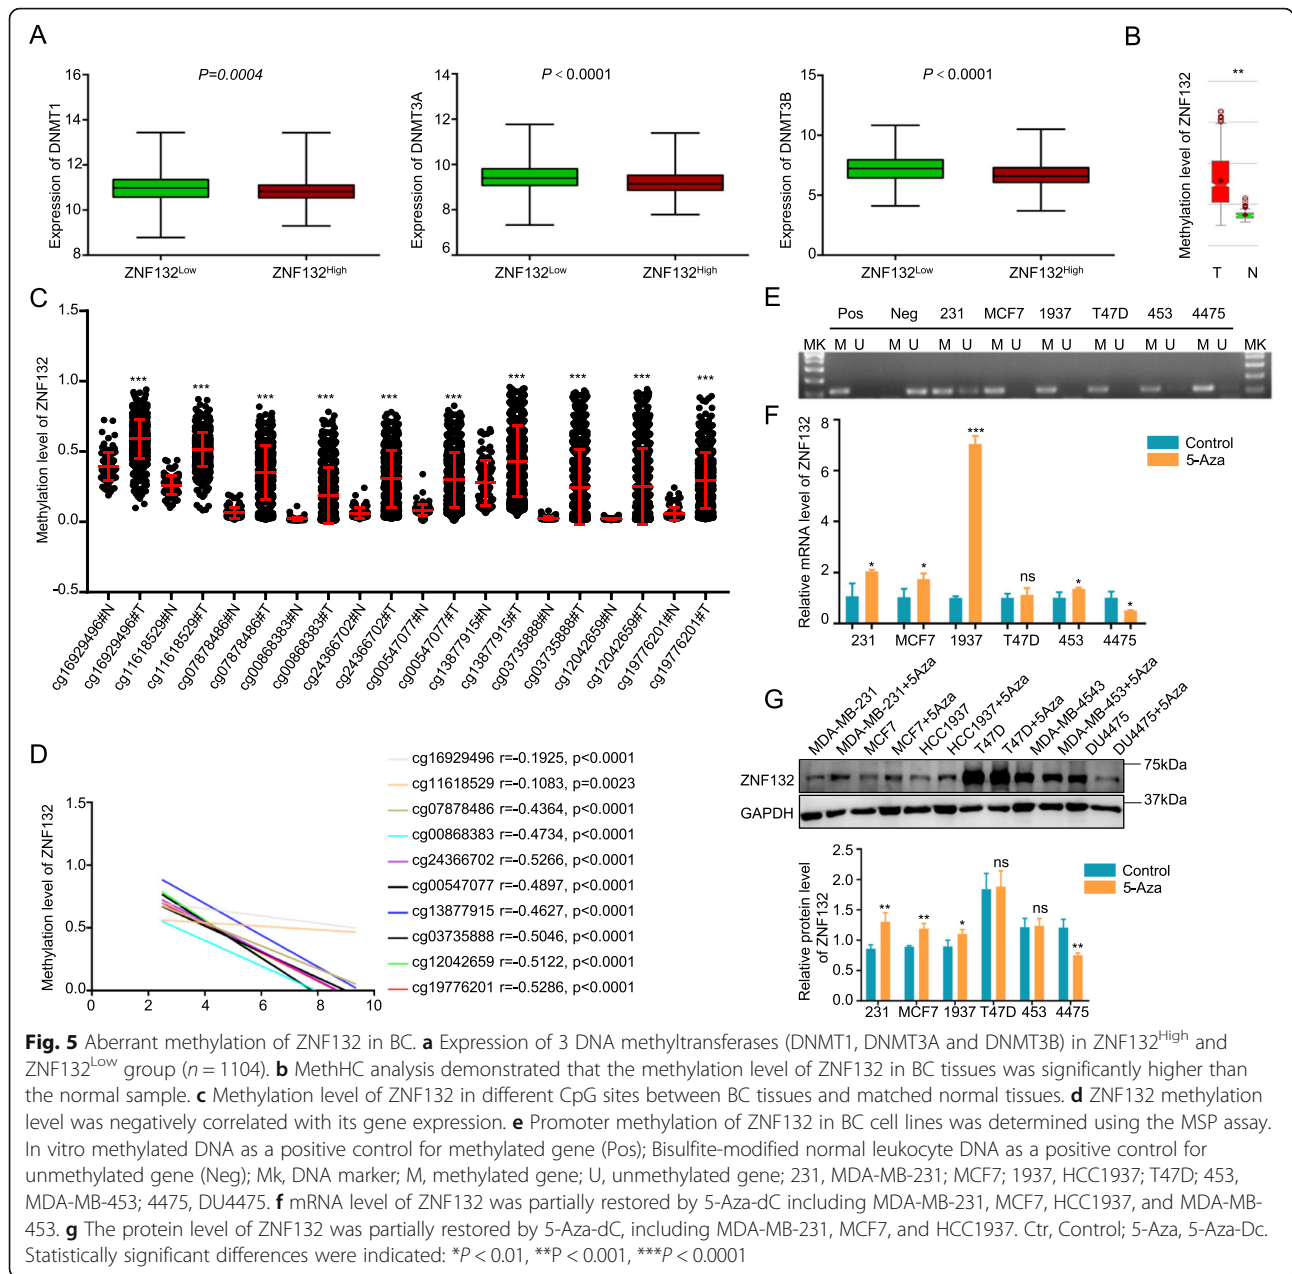 A
P=0.0004
Expression of DNMT1
16
14
12
10
8
ZNF132Low
ZNF132High
P < 0.0001
Expression of DNMT3A
14
12
10
8
6
ZNF132Low
ZNF132High
P < 0.0001
Expression of DNMT3B
15
10
5
0
ZNF132Low
ZNF132High
B
Methylation level of ZNF132
**
T N
C
Methylation level of ZNF132
1.5
1.0
0.5
0.0
-0.5
*** *** *** *** *** *** *** *** *** ***
cg16929496#N
cg16929496#T
cg11618529#N
cg11618529#T
cg07878486#N
cg07878486#T
cg00868383#N
cg00868383#T
cg24366702#N
cg24366702#T
cg00547077#N
cg00547077#T
cg13877915#N
cg13877915#T
cg03735888#N
cg03735888#T
cg12042659#N
cg12042659#T
cg19776201#N
cg19776201#T
D
Methylation level of ZNF132
1.5
1.0
0.5
0.0
0 2 4 6 8 10
cg16929496 r=-0.1925, p<0.0001
cg11618529 r=-0.1083, p=0.0023
cg07878486 r=-0.4364, p<0.0001
cg00868383 r=-0.4734, p<0.0001
cg24366702 r=-0.5266, p<0.0001
cg00547077 r=-0.4897, p<0.0001
cg13877915 r=-0.4627, p<0.0001
cg03735888 r=-0.5046, p<0.0001
cg12042659 r=-0.5122, p<0.0001
cg19776201 r=-0.5286, p<0.0001
E
Pos Neg 231 MCF7 1937 T47D 453 4475
MK M U M U M U M U M U M U M U M U MK
F
Relative mRNA level of ZNF132
8
6
4
2
0
* * *** ns * *
231 MCF7 1937 T47D 453 4475
Control
5-Aza
G
MDA-MB-231
MDA-MB-231+5Aza
MCF7
MCF7+5Aza
HCC1937
HCC1937+5Aza
T47D
T47D+5Aza
MDA-MB-4543
MDA-MB-453+5Aza
DU4475
DU4475+5Aza
ZNF132
75kDa
GAPDH
37kDa
Relative protein level
of ZNF132
2.5
2.0
1.5
1.0
0.5
0.0
** ** * ns ns **
231 MCF7 1937 T47D 453 4475
Control
5-Aza
Fig. 5 Aberrant methylation of ZNF132 in BC. a Expression of 3 DNA methyltransferases (DNMT1, DNMT3A and DNMT3B) in ZNF132High and
ZNF132Low group (n = 1104). b MethHC analysis demonstrated that the methylation level of ZNF132 in BC tissues was significantly higher than
the normal sample. c Methylation level of ZNF132 in different CpG sites between BC tissues and matched normal tissues. d ZNF132 methylation
level was negatively correlated with its gene expression. e Promoter methylation of ZNF132 in BC cell lines was determined using the MSP assay.
In vitro methylated DNA as a positive control for methylated gene (Pos); Bisulfite-modified normal leukocyte DNA as a positive control for
unmethylated gene (Neg); Mk, DNA marker; M, methylated gene; U, unmethylated gene; 231, MDA-MB-231; MCF7; 1937, HCC1937; T47D; 453,
MDA-MB-453; 4475, DU4475. f mRNA level of ZNF132 was partially restored by 5-Aza-dC including MDA-MB-231, MCF7, HCC1937, and MDA-MB-
453. g The protein level of ZNF132 was partially restored by 5-Aza-dC, including MDA-MB-231, MCF7, and HCC1937. Ctr, Control; 5-Aza, 5-Aza-Dc.
Statistically significant differences were indicated: *P < 0.01, **P < 0.001, ***P < 0.0001